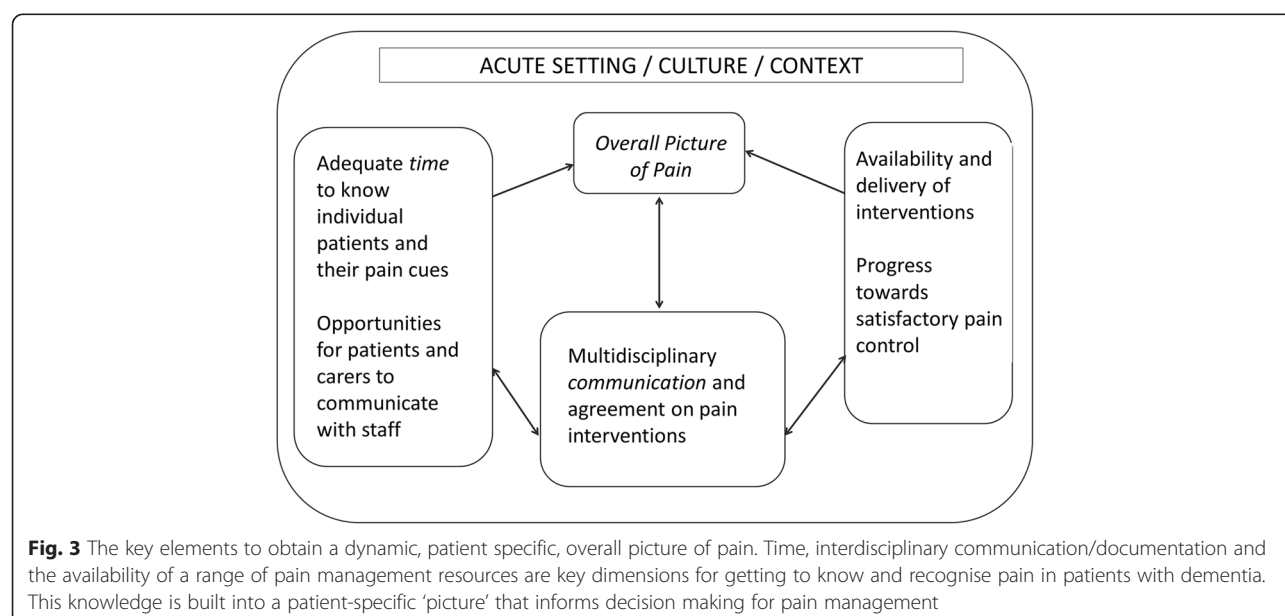 ACUTE SETTING / CULTURE / CONTEXT
Overall Picture
of Pain
Adequate time
to know
individual
patients and
their pain cues
Opportunities
for patients and
carers to
communicate
with staff
Multidisciplinary
communication and
agreement on pain
interventions
Availability and
delivery of
interventions
Progress
towards
satisfactory pain
control
Fig. 3 The key elements to obtain a dynamic, patient specific, overall picture of pain. Time, interdisciplinary communication/documentation and
the availability of a range of pain management resources are key dimensions for getting to know and recognise pain in patients with dementia.
This knowledge is built into a patient-specific ‘picture’ that informs decision making for pain management